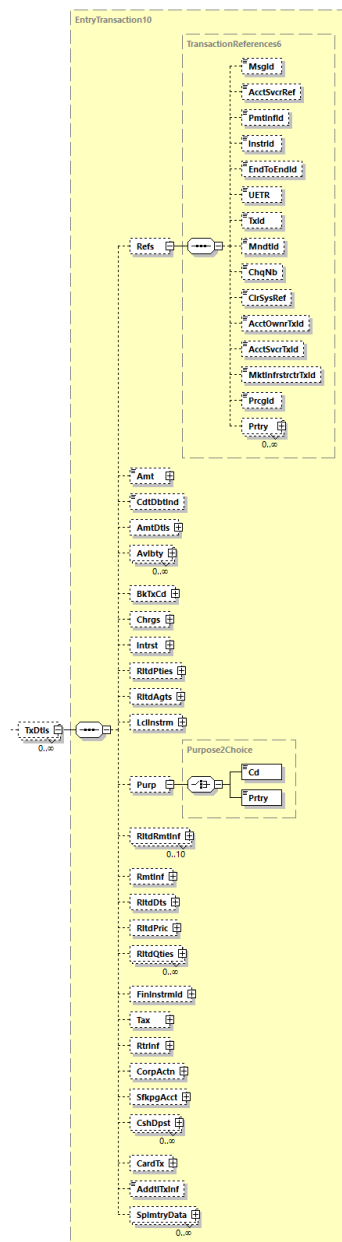 EntryTransaction10
TransactionReferences6
MsgId
AcctSvcrRef
PmtInfId
InstrId
EndToEndId
UETR
TxId
Refs
MndtId
ChqNb
ClrSysRef
AcctOwnrTxId
AcctSvcrTxId
MktInfrstrctrTxId
PrcgId
Prtry
0..∞
Amt
CdtDbtInd
AmtDtls
Avlbty
0..∞
BkTxCd
Chrgs
Intrst
RltdPties
RltdAgts
LclInstrm
TxDtls
0..∞
Purpose2Choice
Cd
Purp
Prtry
RltdRmtInf
0..10
RmtInf
RltdDts
RltdPric
RltdQties
0..∞
FinInstrmId
Tax
RtrInf
CorpActn
SfkpgAcct
CshDpst
0..∞
CardTx
AddtlTxInf
SplmtryData
0..∞